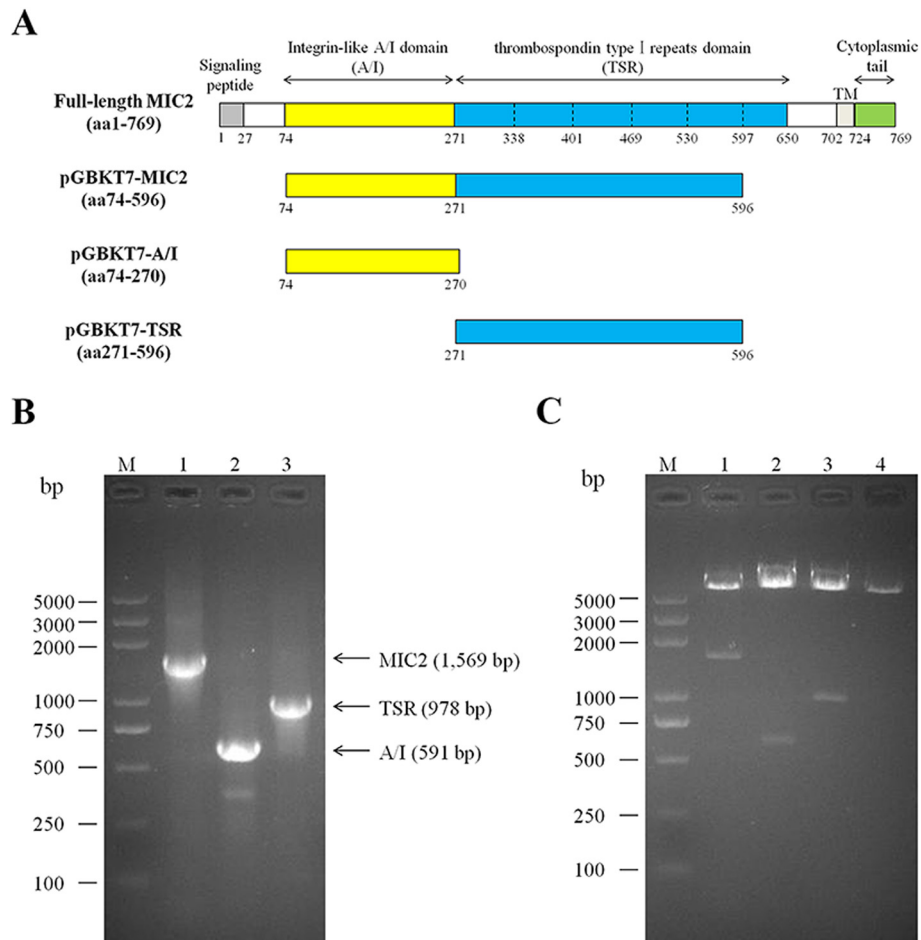 A
Integrin-like A/I domain
(A/I)
thrombospondin type I repeats domain
(TSR)
Cytoplasmic
tail
Signaling
peptide
TM
Full-length MIC2
(aa1-769)
1 27 74 271 338 401 469 530 597 650 702 724 769
pGBKT7-MIC2
(aa74-596)
74 271 596
pGBKT7-A/I
(aa74-270)
74 270
pGBKT7-TSR
(aa271-596)
271 596
B
M 1 2 3
bp
5000
3000
2000
1000
750
500
250
100
MIC2 (1,569 bp)
TSR (978 bp)
A/I (591 bp)
C
M 1 2 3 4
bp
5000
3000
2000
1000
750
500
250
100